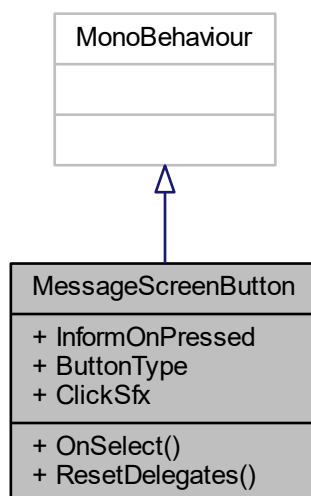 MonoBehaviour
MessageScreenButton
+ InformOnPressed
+ ButtonType
+ ClickSfx
+ OnSelect()
+ ResetDelegates()